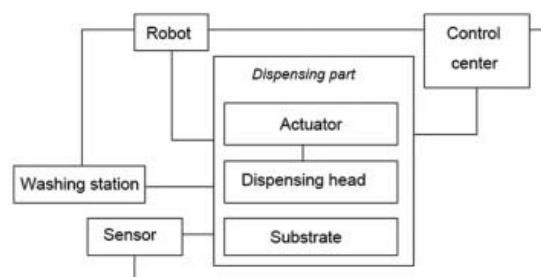 Robot
Control
center
Dispensing part
Actuator
Washing station
Dispensing head
Sensor
Substrate